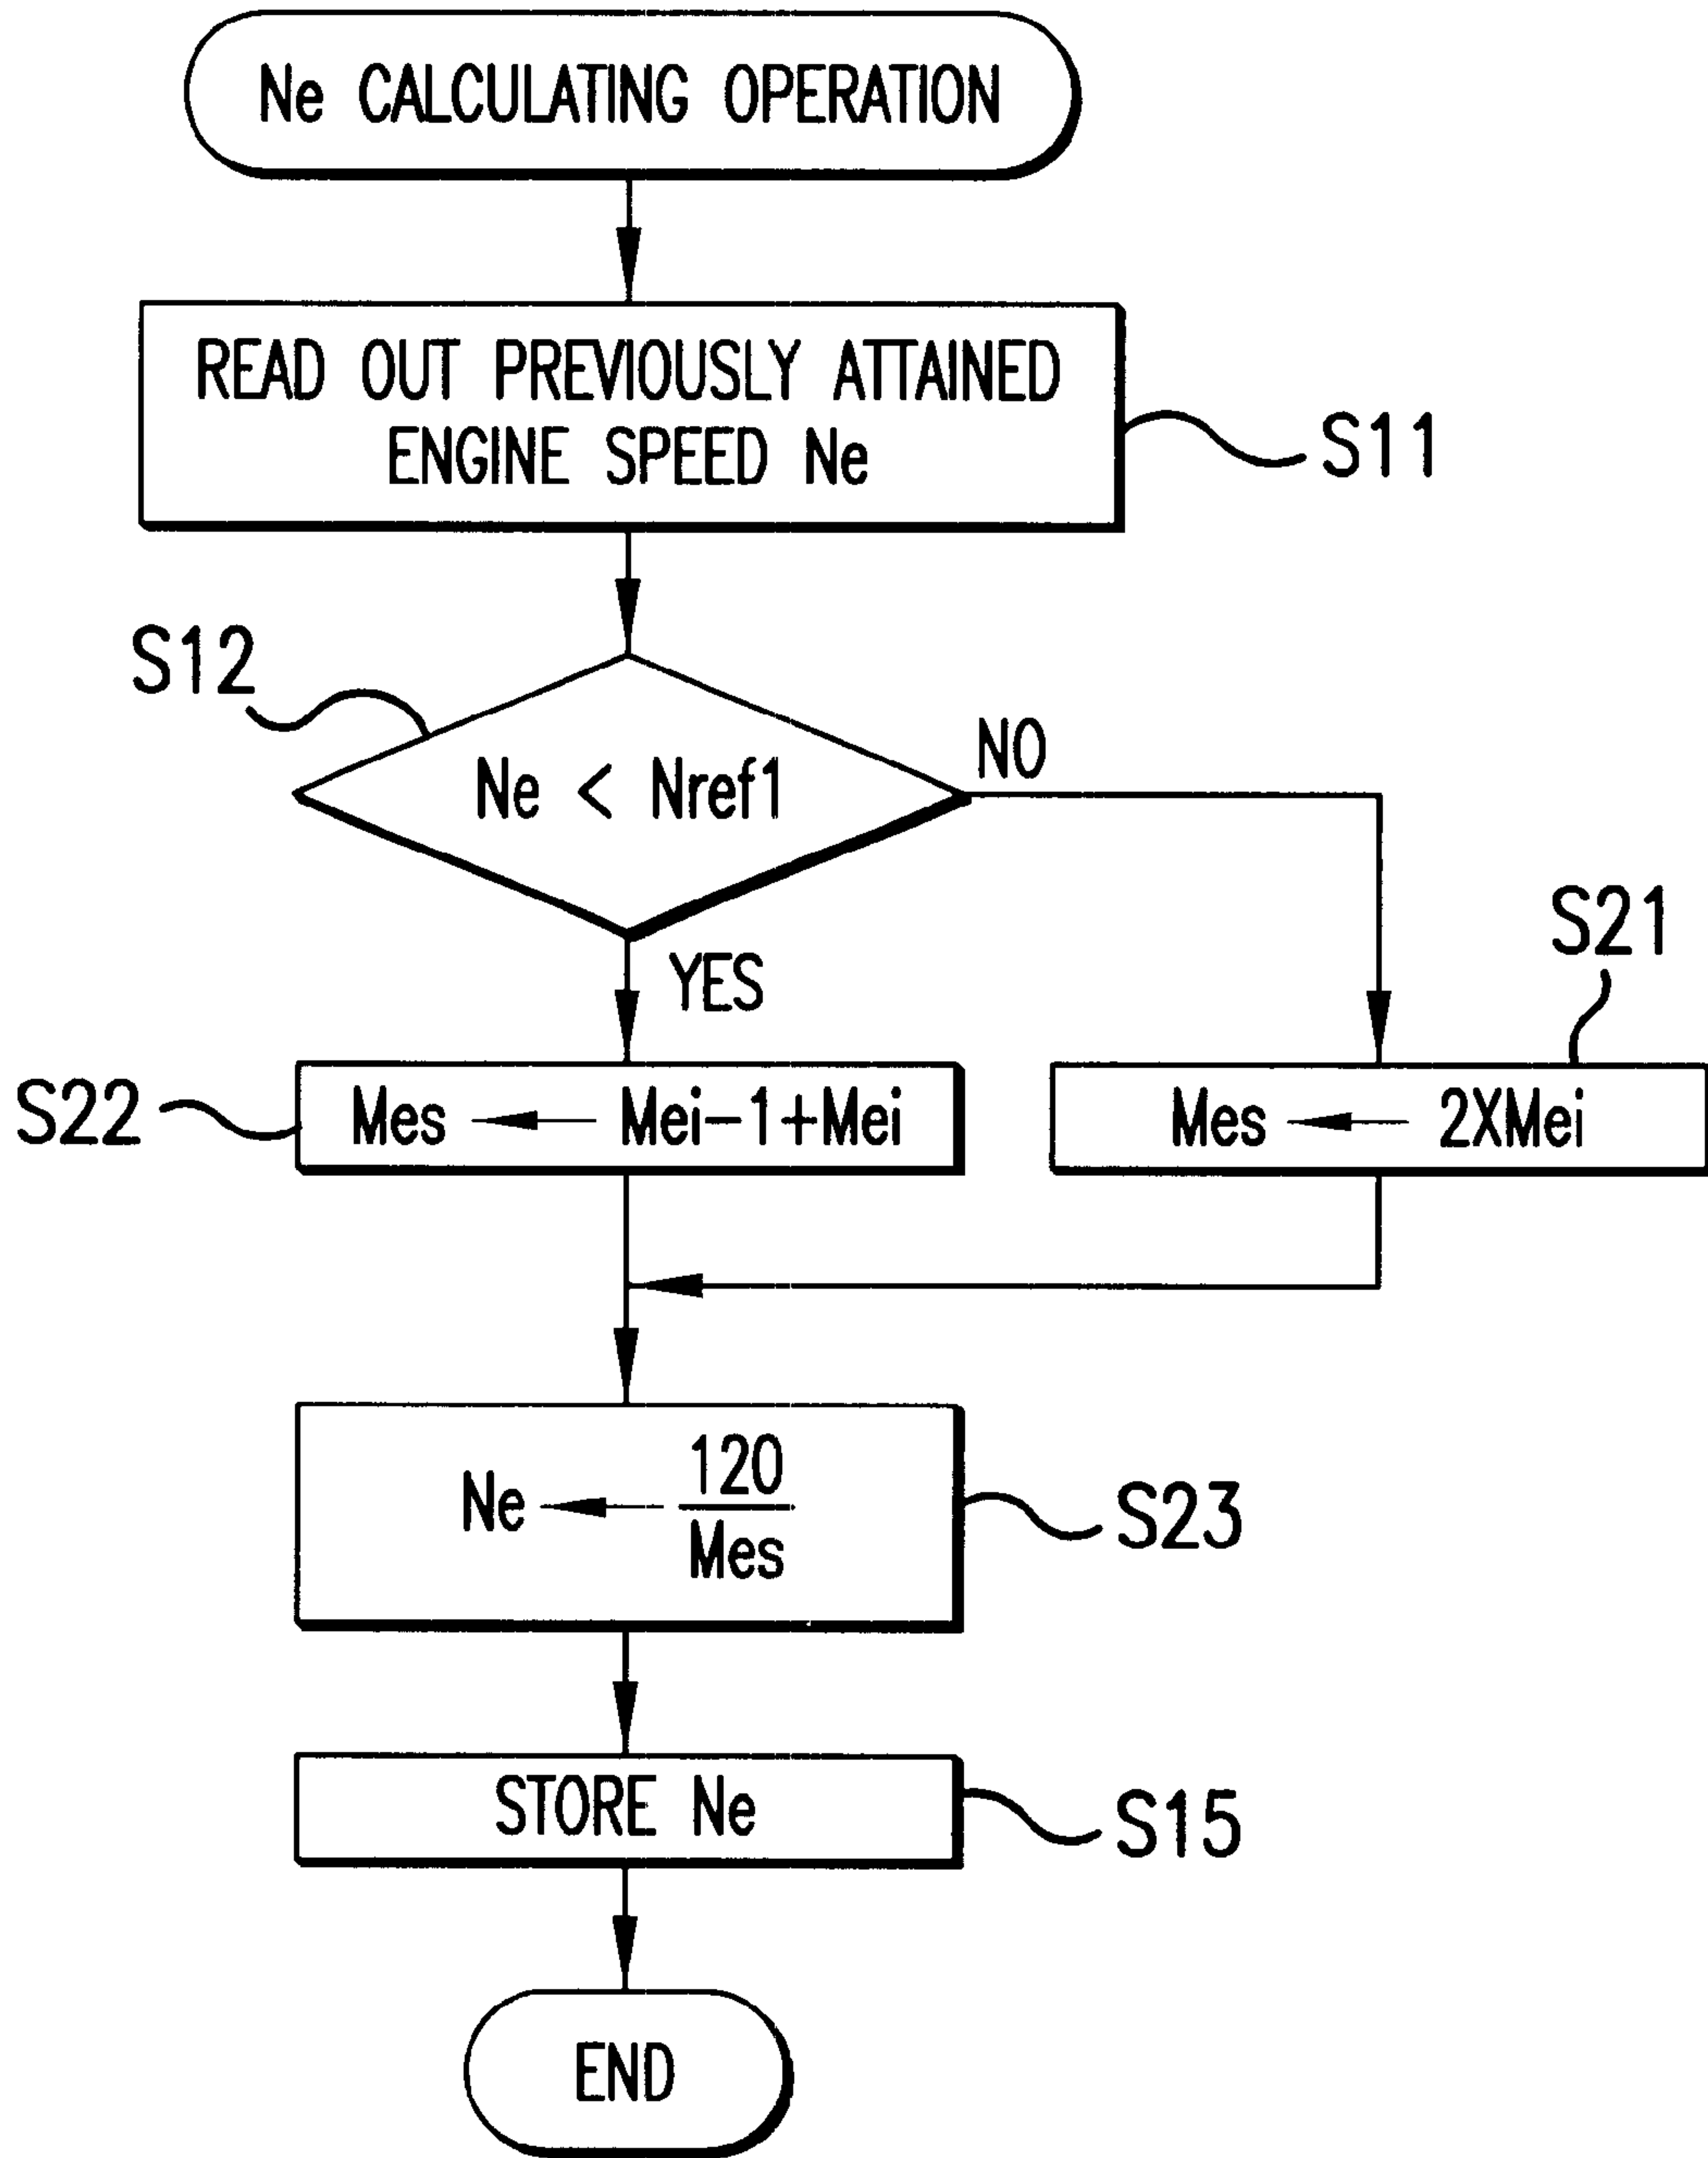 Ne CALCULATING OPERATION
READ OUT PREVIOUSLY ATTAINED
ENGINE SPEED Ne
S11
S12
Ne < Nref1
NO
YES
S21
S22
Mes ← Mei-1+Mei
Mes ← 2XMei
Ne ← 120
Mes
S23
STORE Ne
S15
END